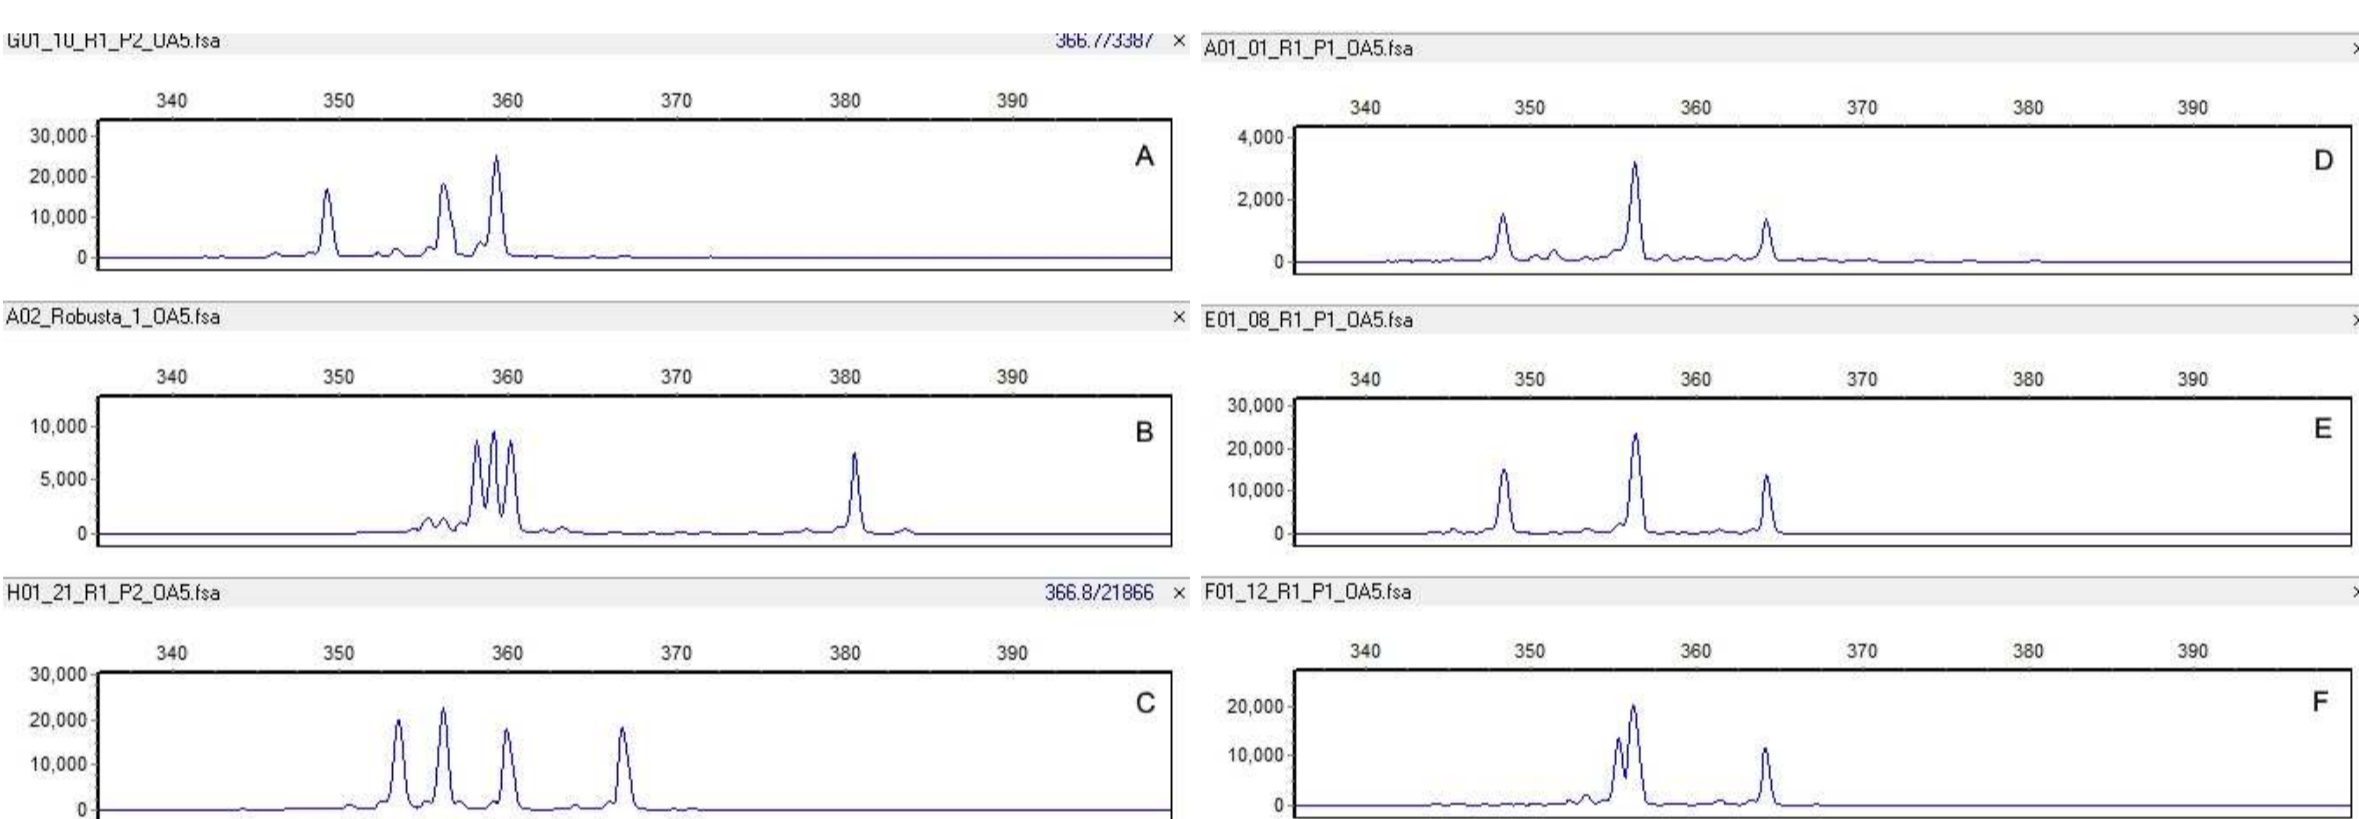 G01_10_R1_P2_OA5.fsa 366.7/3387 ×
340 350 360 370 380 390
30,000
A
20,000
10,000
0
A02_Robusta_1_OA5.fsa ×
340 350 360 370 380 390
10,000
B
5,000
0
H01_21_R1_P2_OA5.fsa 366.8/21866 ×
340 350 360 370 380 390
30,000
C
20,000
10,000
0
A01_01_R1_P1_OA5.fsa
340 350 360 370 380 390
4,000
D
2,000
0
E01_08_R1_P1_OA5.fsa
340 350 360 370 380 390
30,000
E
20,000
10,000
0
F01_12_R1_P1_OA5.fsa
340 350 360 370 380 390
F
20,000
10,000
0